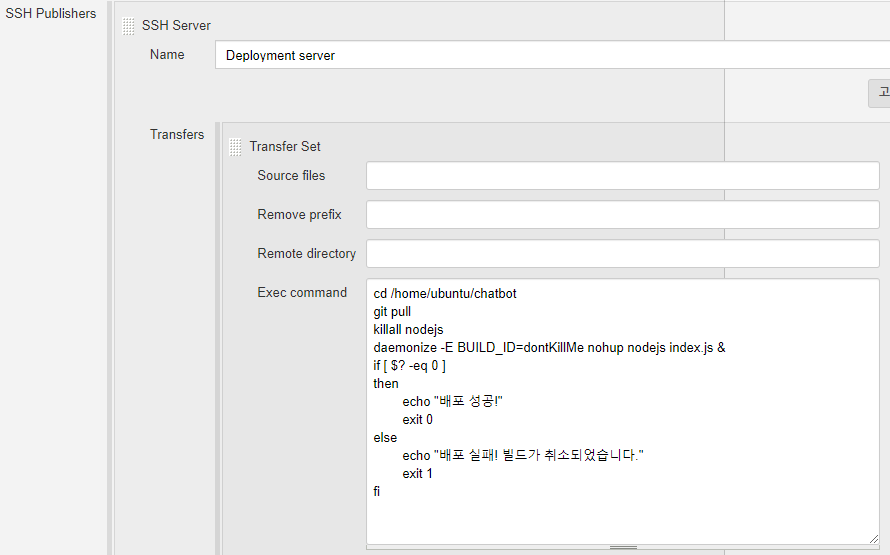 SSH Publishers
SSH Server
Name
Deployment server
고
Transfers
Transfer Set
Source files
Remove prefix
Remote directory
Exec command
cd /home/ubuntu/chatbot
git pull
killall nodejs
daemonize -E BUILD_ID=dontKillMe nohup nodejs index.js &
if [ $? -eq 0 ]
then
echo "배포 성공!"
exit 0
else
echo "배포 실패! 빌드가 취소되었습니다."
exit 1
fi